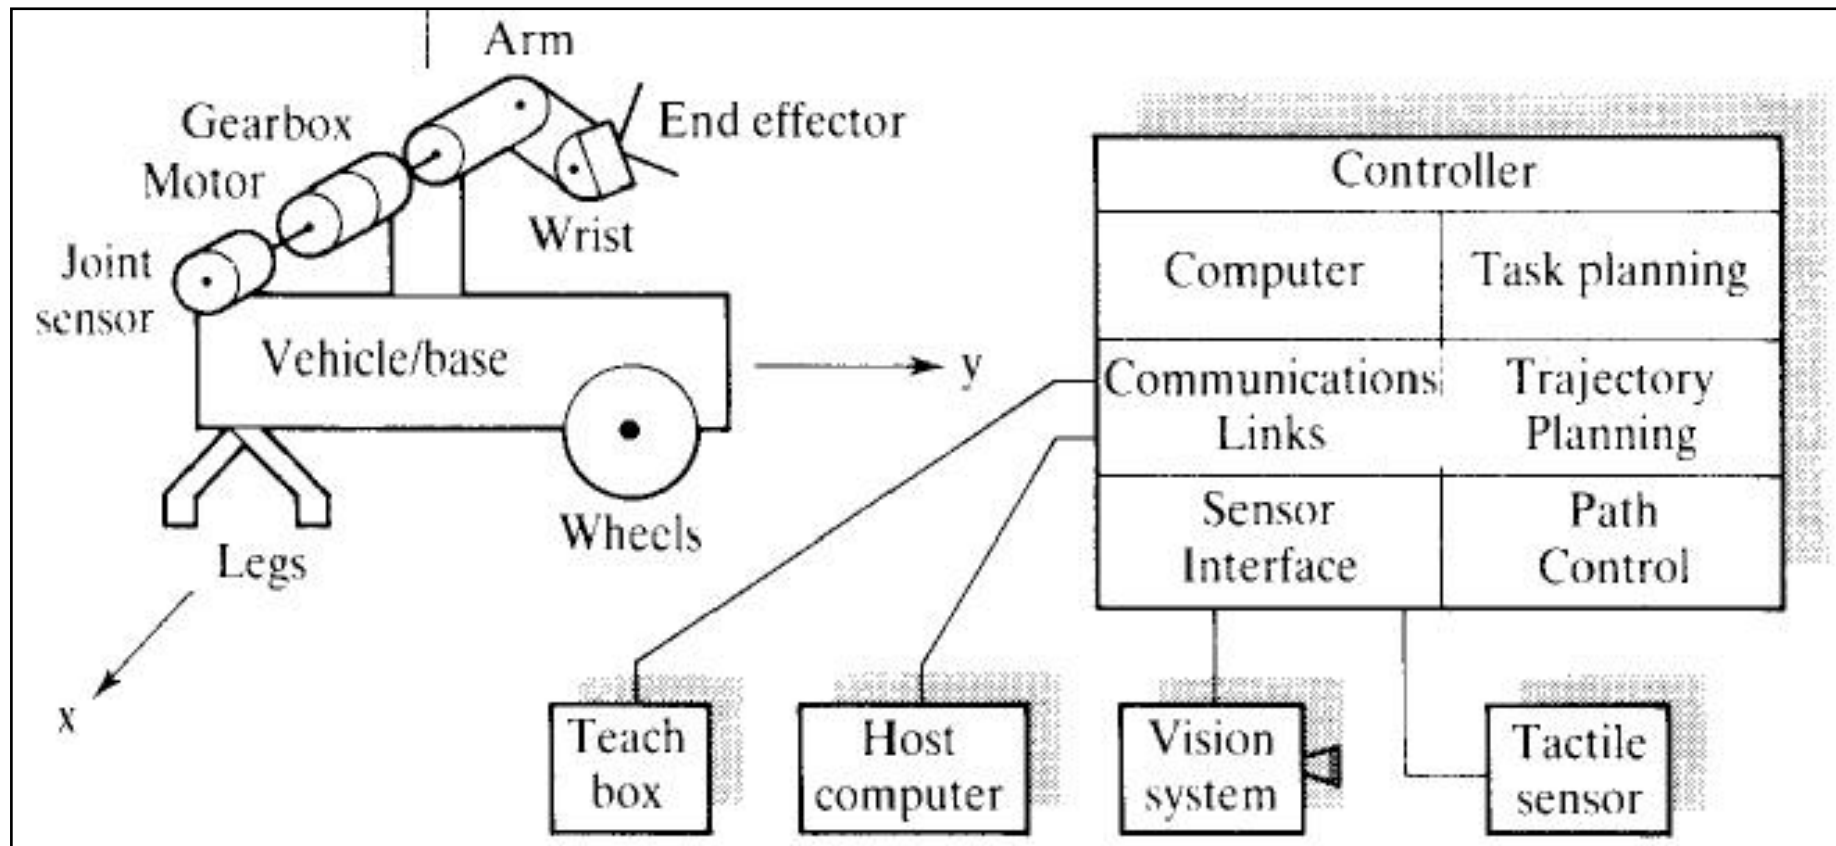 Arm
Gearbox
End effector
Motor
Wrist
Joint
sensor
Vehicle/base
y
Wheels
Legs
x
Controller
Computer
Task planning
Communications
Links
Trajectory
Planning
Sensor
Interface
Path
Control
Teach
box
Host
computer
Vision
system
Tactile
sensor